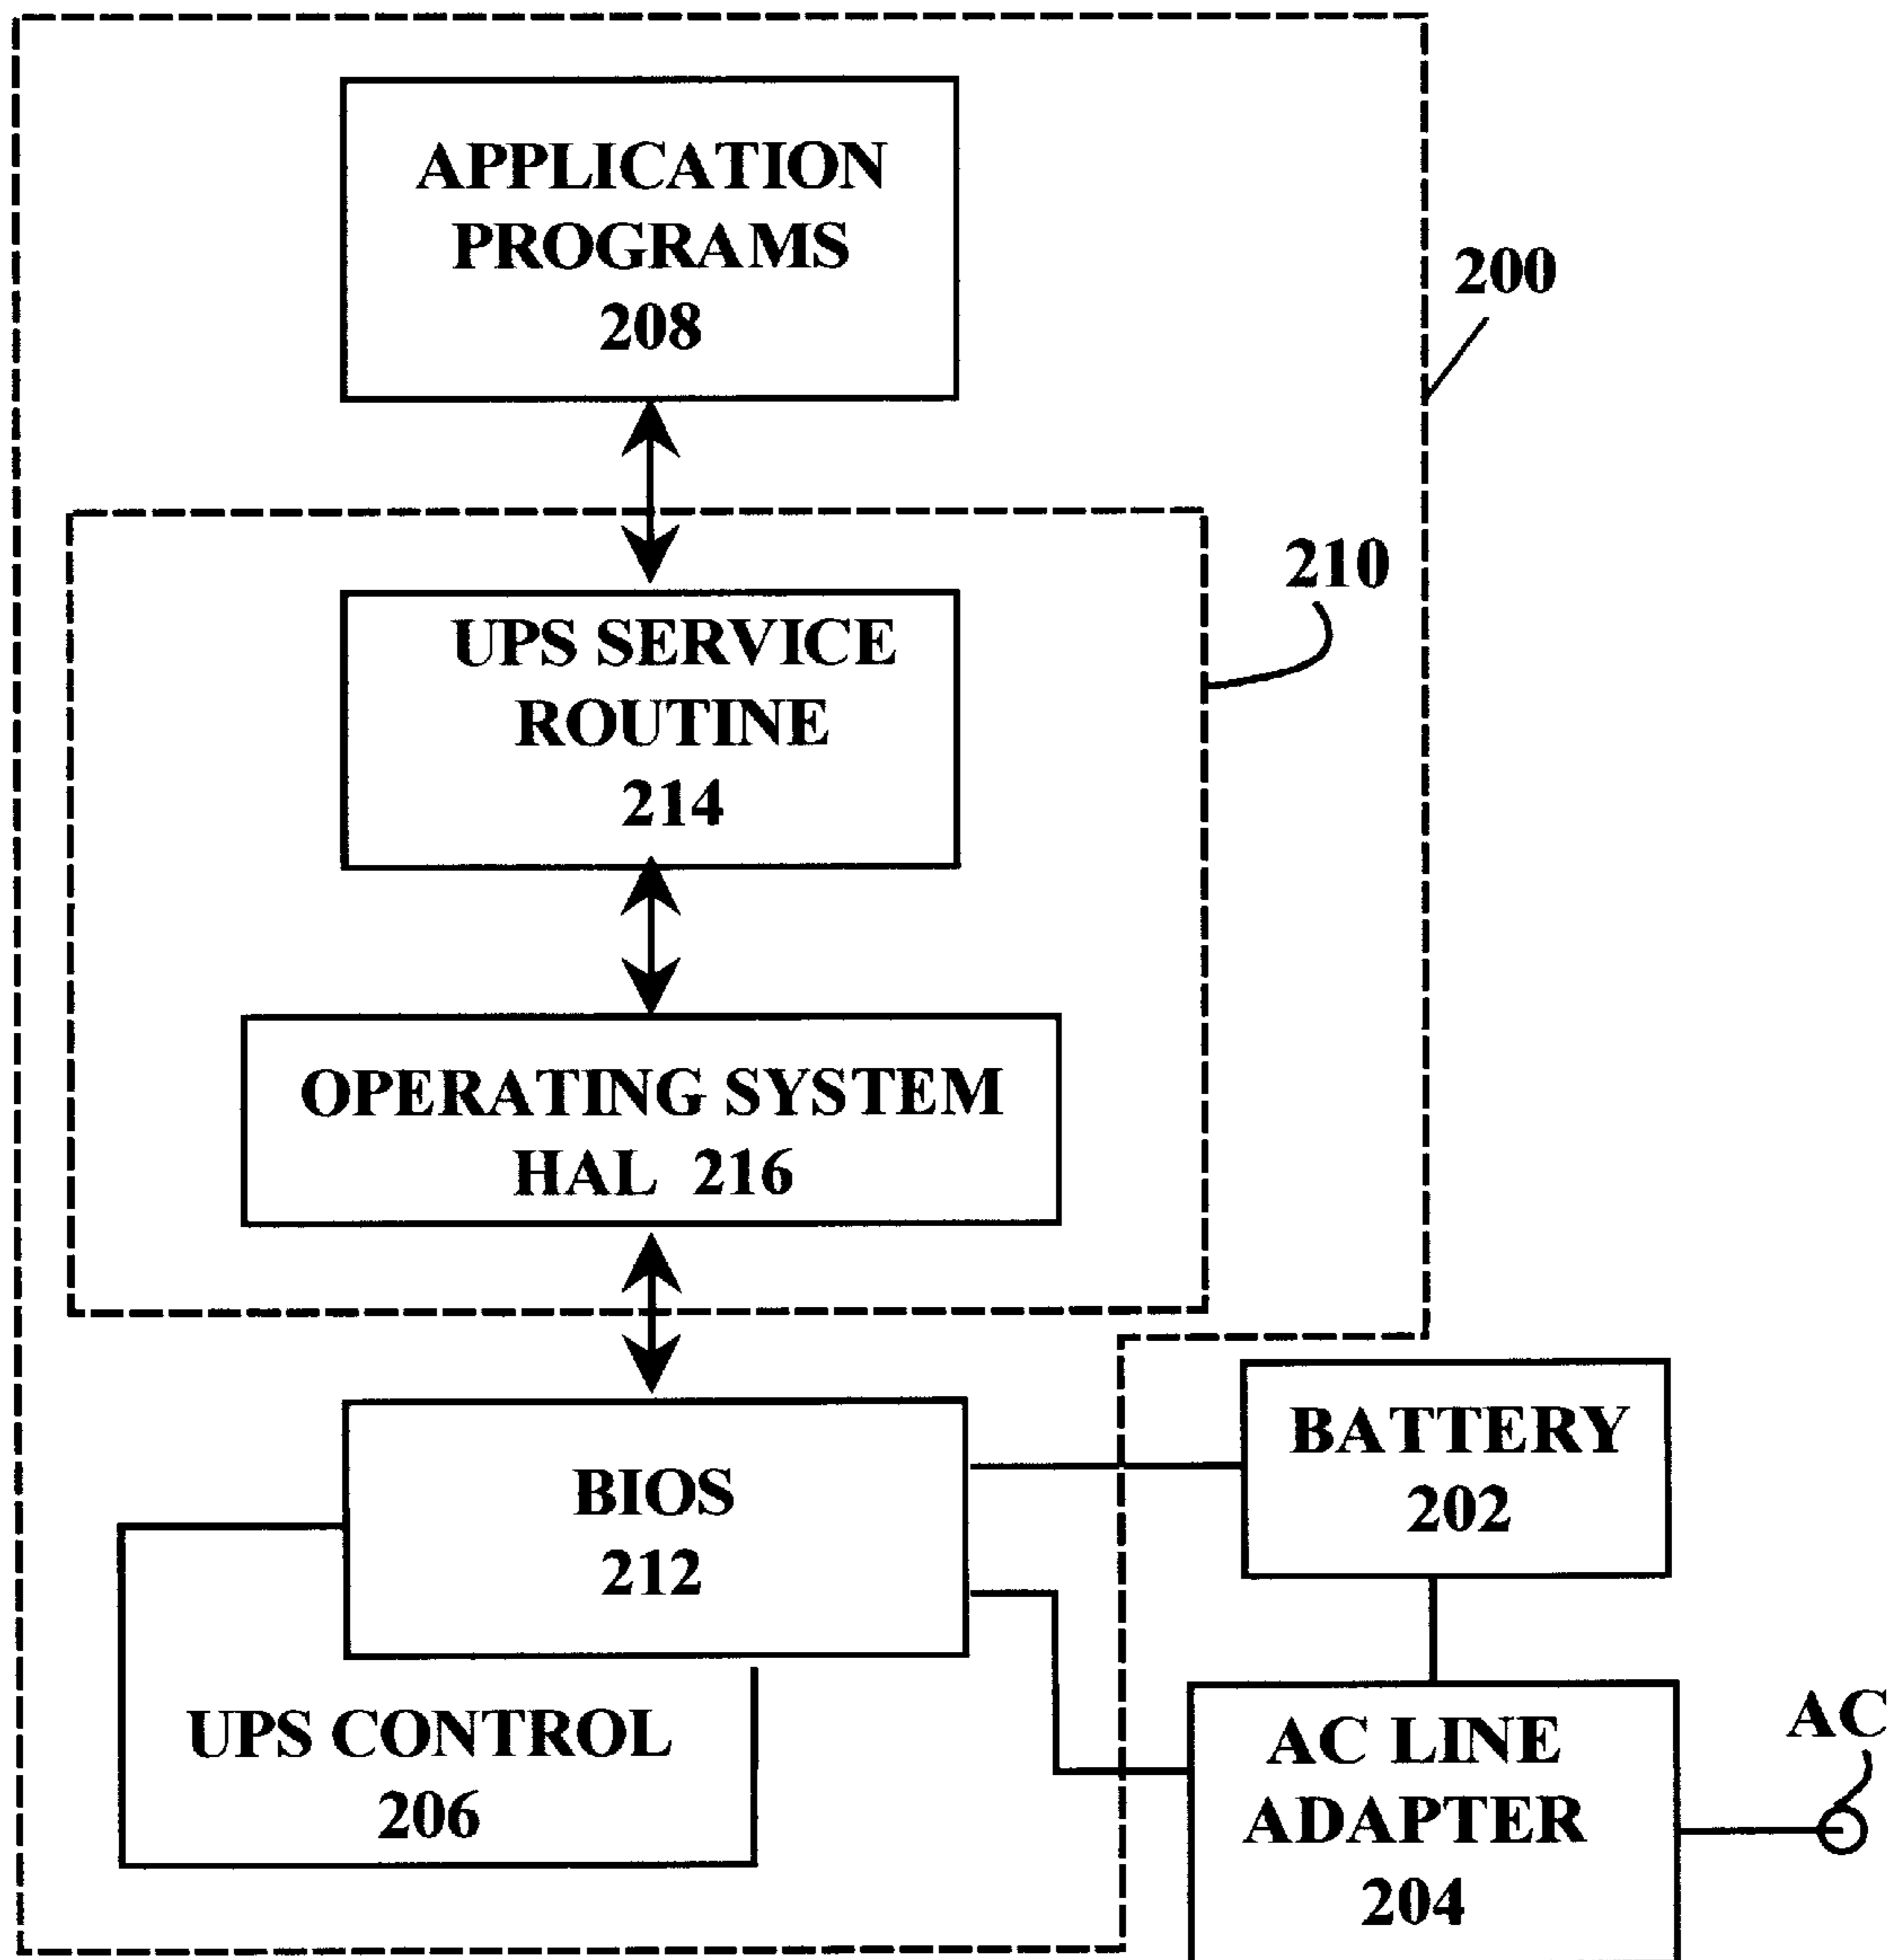 APPLICATION
PROGRAMS
208
200
210
UPS SERVICE
ROUTINE
214
OPERATING SYSTEM
HAL 216
BIOS
212
BATTERY
202
UPS CONTROL
206
AC LINE
ADAPTER
204
AC